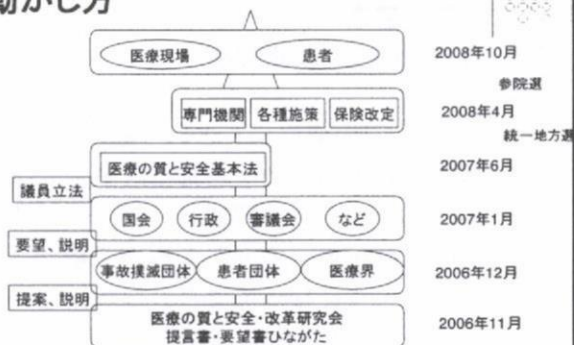 動かし方
医療現場 患者 2008年10月
参院選
専門機関 各種施策 保険改定 2008年4月
統一地方選
医療の質と安全基本法 2007年6月
議員立法
国会 行政 審議会 など 2007年1月
要望、説明
事故撲滅団体 患者団体 医療界 2006年12月
提案、説明
医療の質と安全・改革研究会 2006年11月
提言書・要望書ひながた